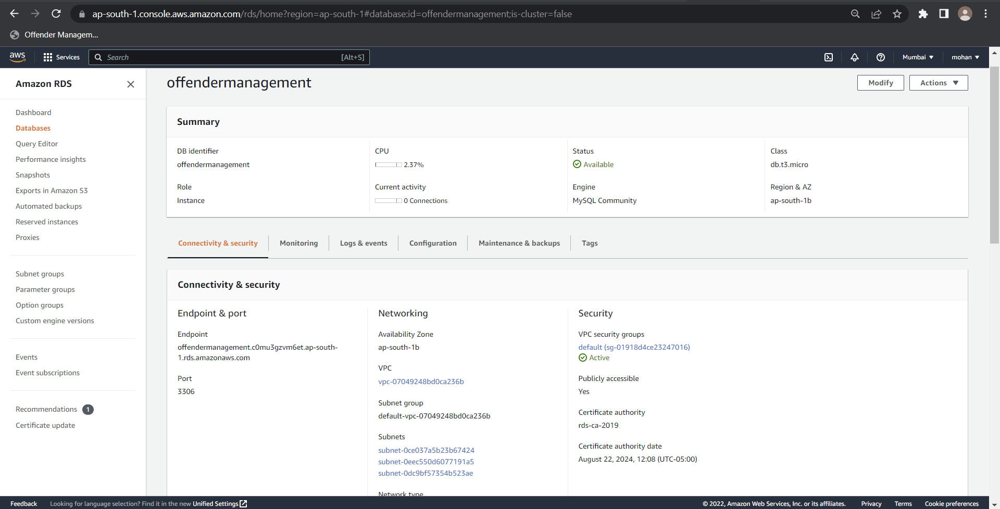 ap-south-1.console.aws.amazon.com/rds/home?region=ap-south-1#database:id=offendermanagement;is-cluster=false
Offender Managem...
aws
Services
Search
[Alt+S]
Mumbai
mohan
Amazon RDS
Dashboard
Databases
Query Editor
Performance insights
Snapshots
Exports in Amazon S3
Automated backups
Reserved instances
Proxies
Subnet groups
Parameter groups
Option groups
Custom engine versions
Events
Event subscriptions
Recommendations 1
Certificate update
offendermanagement
Modify
Actions
Summary
DB identifier
offendermanagement
CPU
2.37%
Status
Available
Class
db.t3.micro
Role
Instance
Current activity
0 Connections
Engine
MySQL Community
Region & AZ
ap-south-1b
Connectivity & security
Monitoring
Logs & events
Configuration
Maintenance & backups
Tags
Connectivity & security
Endpoint & port
Endpoint
offendermanagement.c0mu3gzvm6et.ap-south-
1.rds.amazonaws.com
Port
3306
Networking
Availability Zone
ap-south-1b
VPC
vpc-07049248bd0ca236b
Subnet group
default-vpc-07049248bd0ca236b
Subnets
subnet-0ce037a5b23b67424
subnet-0eec550d6077191a5
subnet-0dc9bf57354b523ae
Network type
Security
VPC security groups
default (sg-01918d4ce23247016)
Active
Publicly accessible
Yes
Certificate authority
rds-ca-2019
Certificate authority date
August 22, 2024, 12:08 (UTC-05:00)
Feedback
Looking for language selection? Find it in the new Unified Settings
© 2022, Amazon Web Services, Inc. or its affiliates.
Privacy
Terms
Cookie preferences